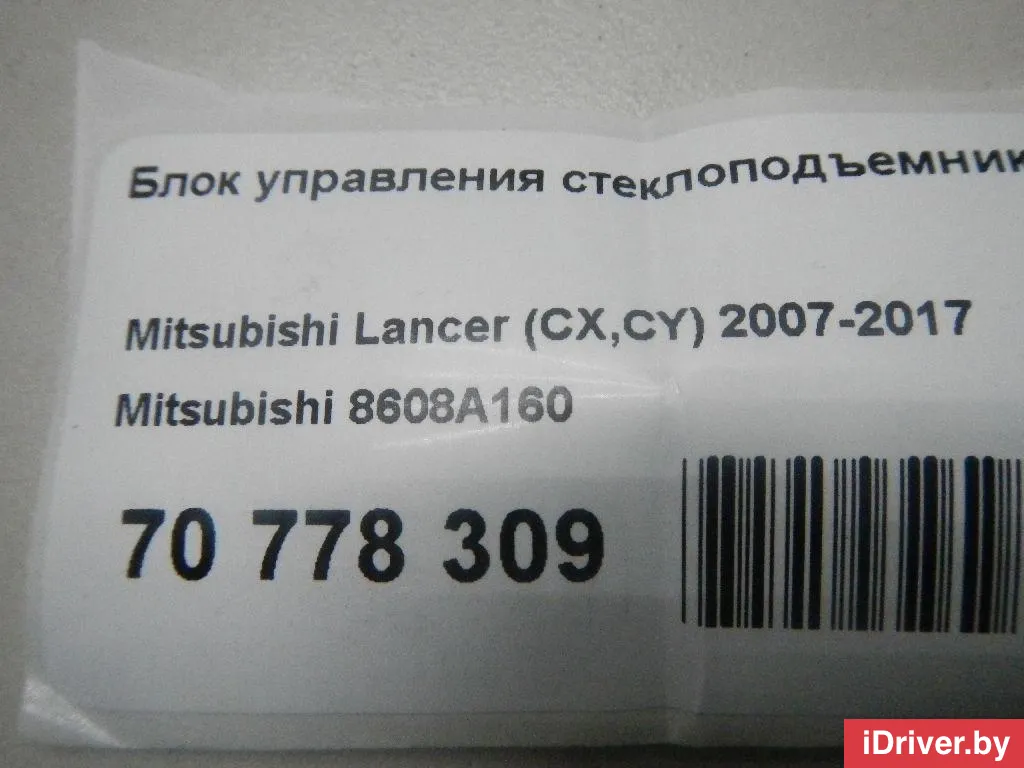 Блок управления стеклоподъемник
Mitsubishi Lancer (CX,CY) 2007-2017
Mitsubishi 8608A160
70 778 309
iDriver.by